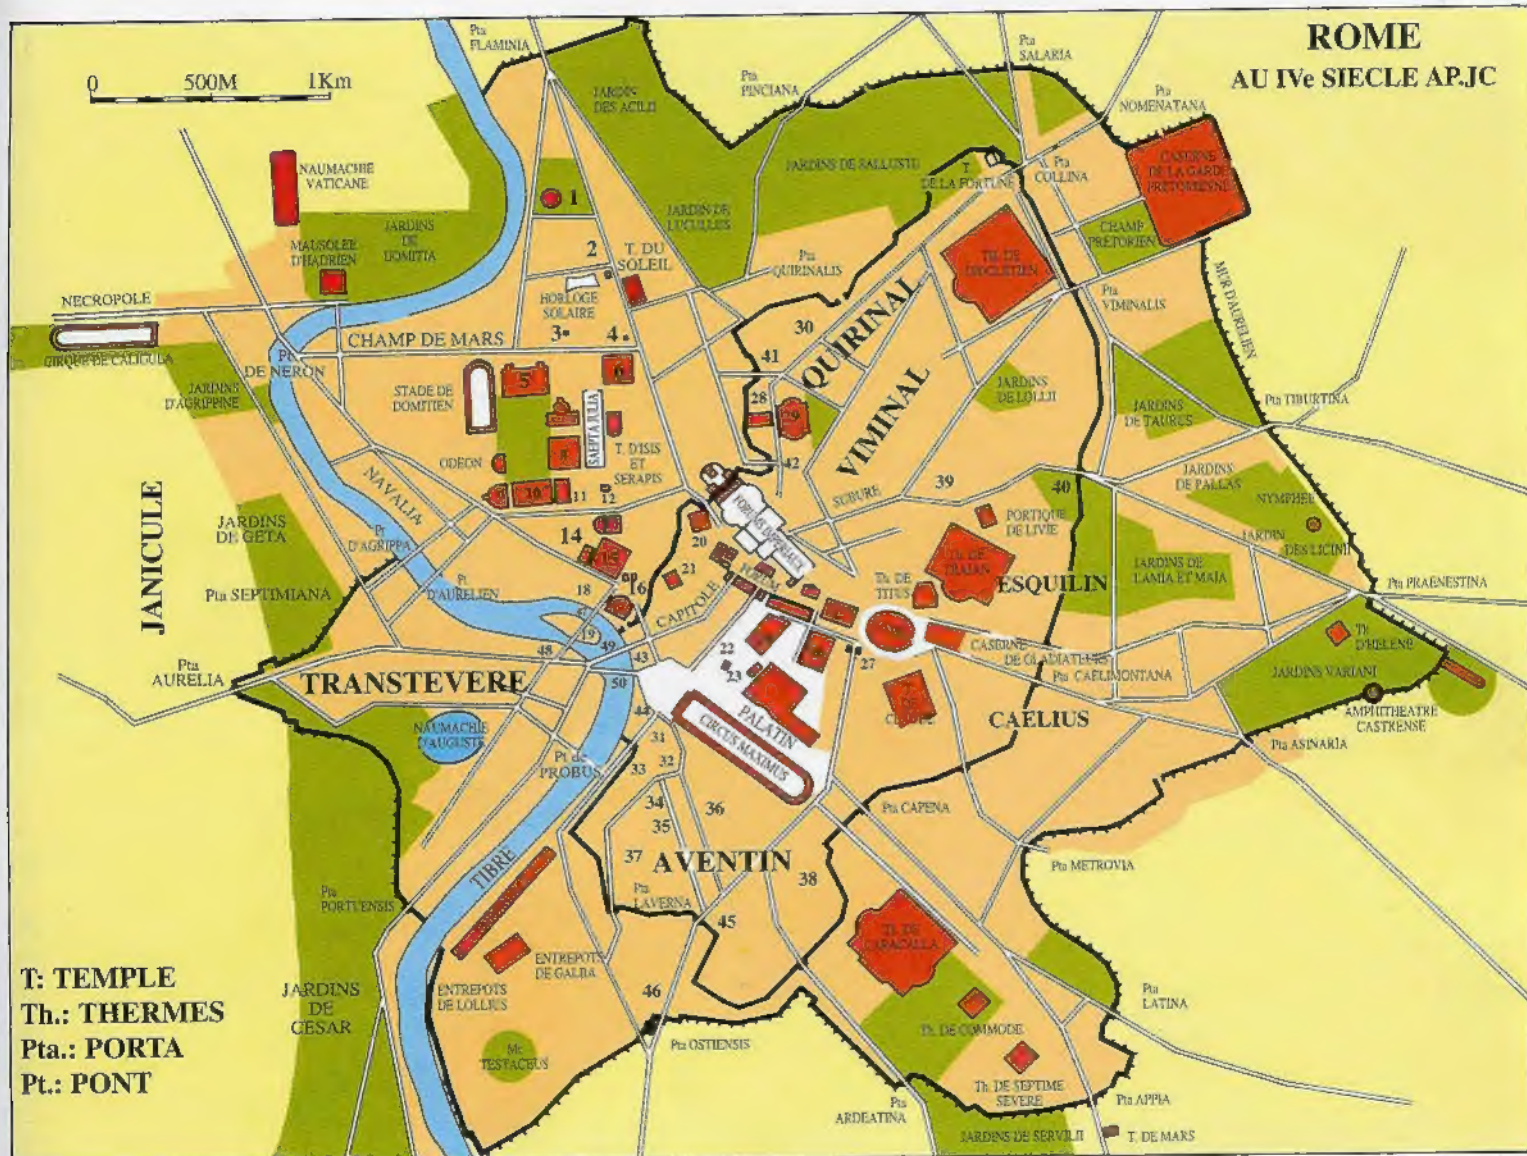 ROME
AU IVe SIECLE AP.JC
0 500M 1Km
Pta
FLAMINIA
Pta
SALARIA
Pta
PINCIANA
Pta
NOMENATANA
JARDIN
DES ACILII
JARDINS DE SALLUSTE
T.
DE LA FORTUNE
Pta
COLLINA
CASERNE
DE LA GARDE
PRETORIENNE
NAUMACHIE
VATICANE
1
JARDIN DE
LUCULLUS
CHAMP
PRÉTORIEN
MAUSOLEE
D'HADRIEN
JARDINS
DE
DOMITIA
2
T. DU
SOLEIL
Pta
QUIRINALIS
TH. DE
DIOCLETIEN
Pta
VIMINALIS
MUR D'AURELIEN
NECROPOLE
HORLOGE
SOLAIRE
CIRQUE DE CALIGULA
CHAMP DE MARS
3
4
30
QUIRINAL
Pt
DE NERON
41
JARDINS
D'AGRIPPINE
STADE DE
DOMITIEN
5
6
28
29
VIMINAL
JARDINS
DE LOLLII
JARDINS
DE TAURUS
Pta TIBURTINA
SAEPTA JULIA
8
ODEON
T. D'ISIS
ET
SERAPIS
42
NAVALIA
10
11
12
SUBURE
39
40
JARDINS
DE PALLAS
NYMPHEE
JARDIN
DES LICINII
JANICULE
JARDINS
DE GETA
Pt
D'AGRIPPA
14
15
20
FORUMS IMPERIAUX
PORTIQUE
DE LIVIE
Th. DE
TRAJAN
ESQUILIN
JARDINS DE
LAMIA ET MAIA
Pta PRAENESTINA
Pta SEPTIMIANA
Pt
D'AURELIEN
18
16
21
CAPITOLE
FORUM
Th. DE
TITUS
19
49
48
43
22
23
27
CASERNE
DE GLADIATEURS
Pta CAELIMONTANA
Th
D'HELENE
JARDINS VARIANI
Pta
AURELIA
TRANSTEVERE
50
PALATIN
T.
DE
CLAUDE
CAELIUS
AMPHITHEATRE
CASTRENSE
44
CIRCUS MAXIMUS
NAUMACHIE
D'AUGUSTE
Pt de
PROBUS
31
32
33
Pta ASINARIA
34
35
36
Pta CAPENA
37
AVENTIN
38
Pta METROVIA
TIBRE
Pta
PORTUENSIS
Pta
LAVERNA
45
Th. DE
CARACALLA
ENTREPOTS
DE GALBA
ENTREPOTS
DE LOLLIUS
46
JARDINS
DE
CESAR
Pta
LATINA
Th. DE COMMODE
Mt
TESTACEUS
Pta OSTIENSIS
Th. DE SEPTIME
SEVERE
Pta
ARDEATINA
Pta APPIA
JARDINS DE SERVILII
T. DE MARS
T: TEMPLE
Th.: THERMES
Pta.: PORTA
Pt.: PONT